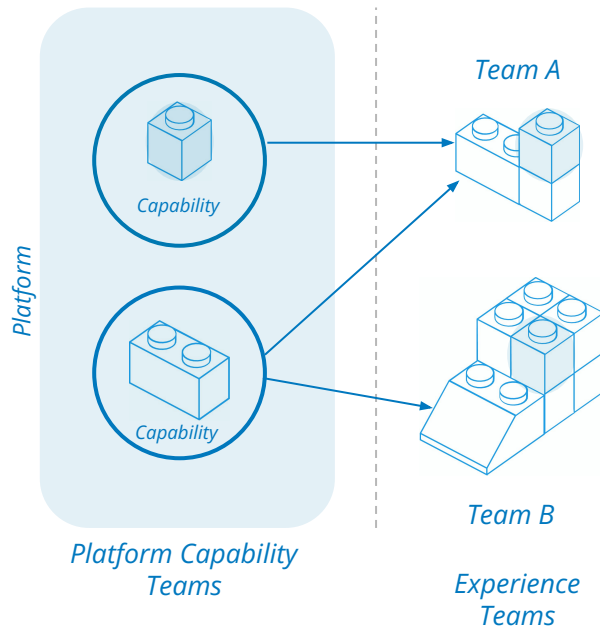 Team A
Capability
Platform
Capability
Team B
Platform Capability
Teams
Experience
Teams